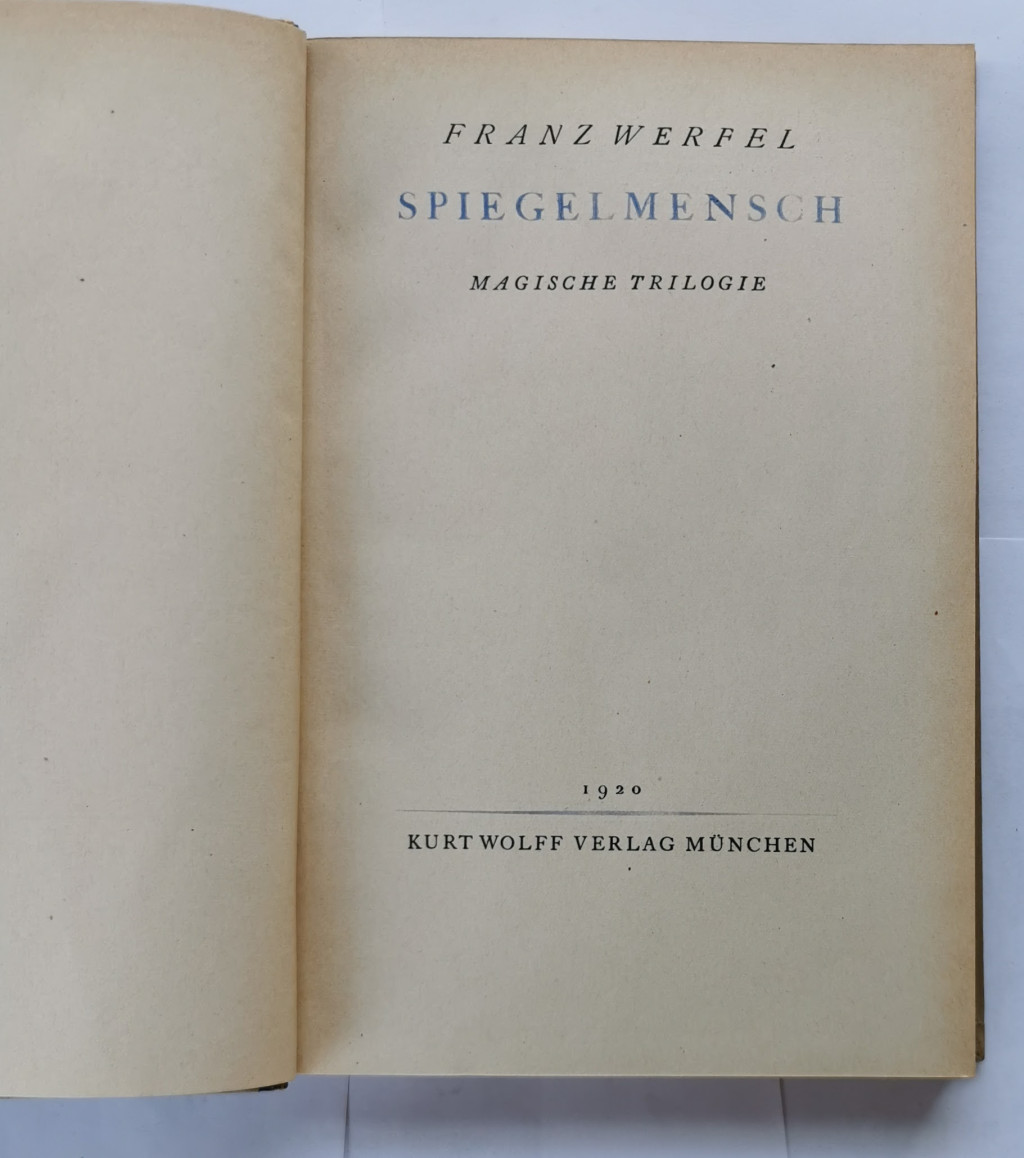 FRANZ WERFEL
SPIEGELMENSCH
MAGISCHE TRILOGIE
1920
KURT WOLFF VERLAG MÜNCHEN